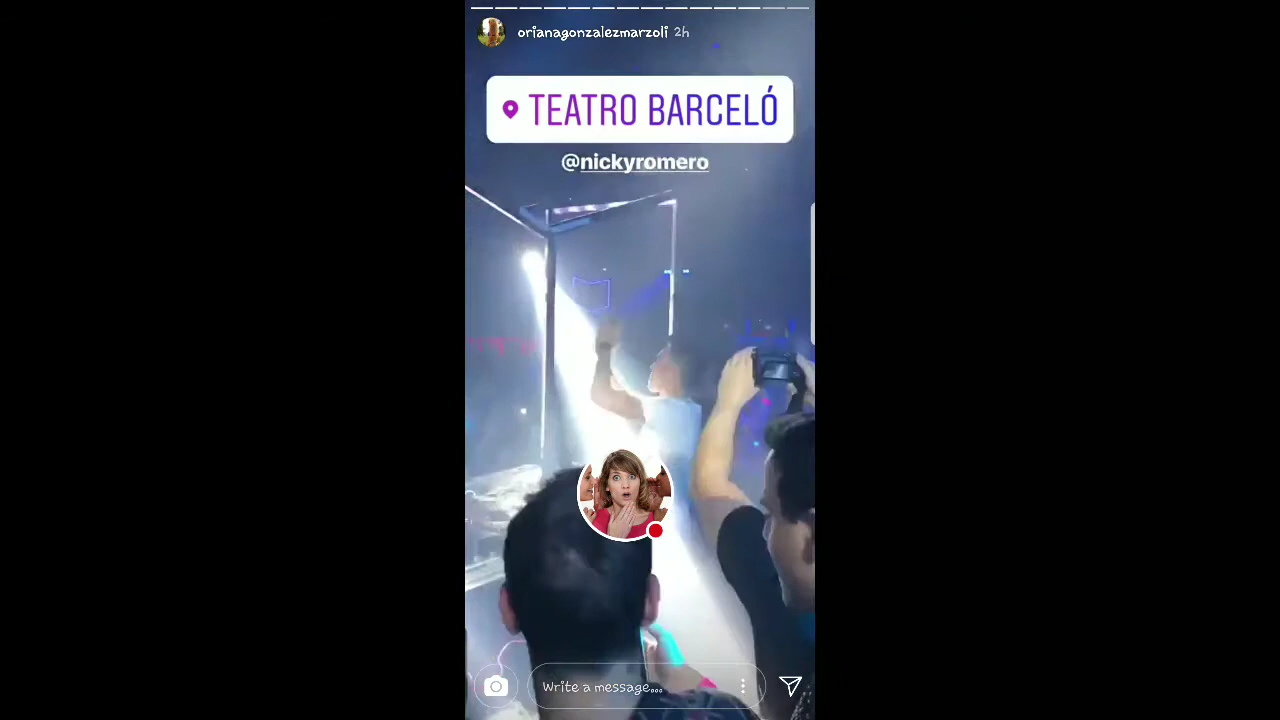 orianagonzalezmarzoli 2h
TEATRO BARCELÓ
@nickyromero
Write a message...